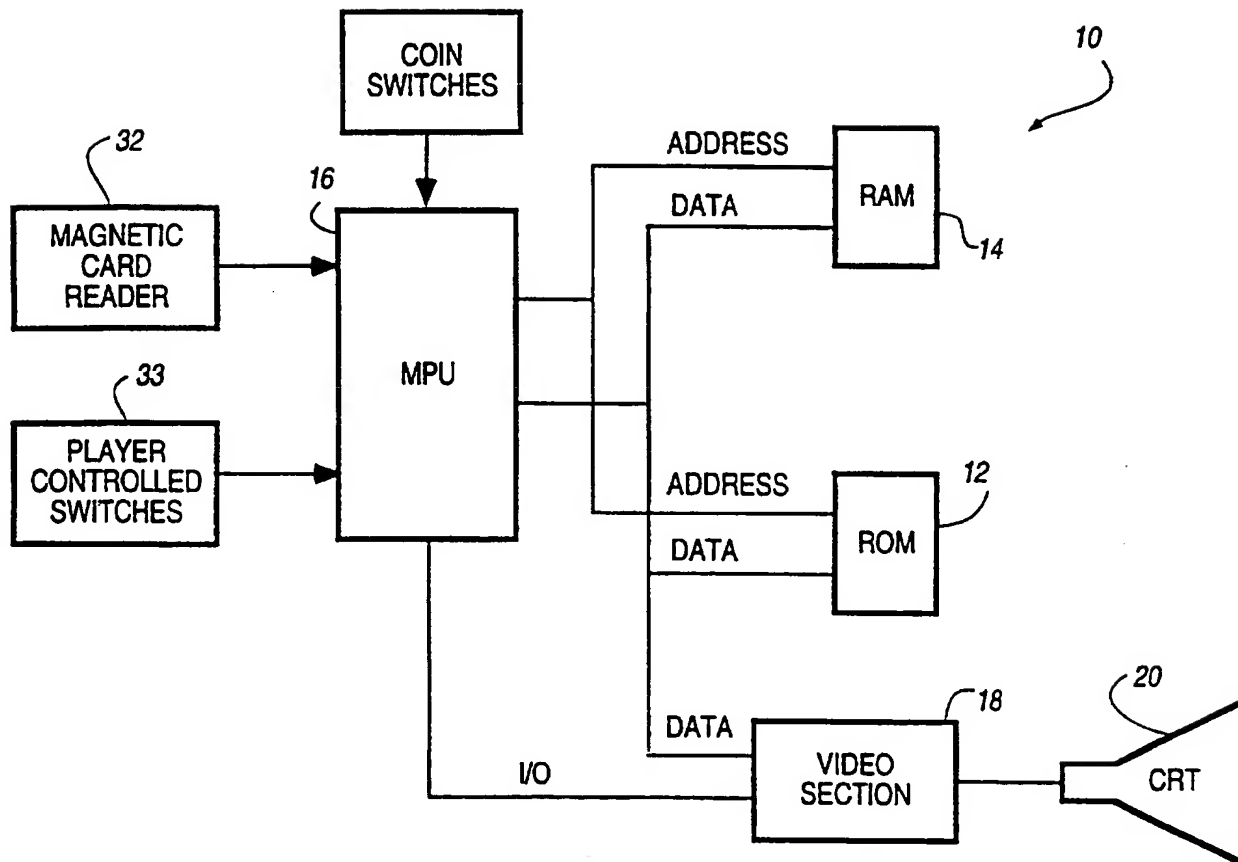 COIN
SWITCHES
10
32
16
MAGNETIC
CARD
READER
ADDRESS
DATA
RAM
14
MPU
33
PLAYER
CONTROLLED
SWITCHES
ADDRESS
DATA
ROM
12
DATA
I/O
VIDEO
SECTION
18
20
CRT